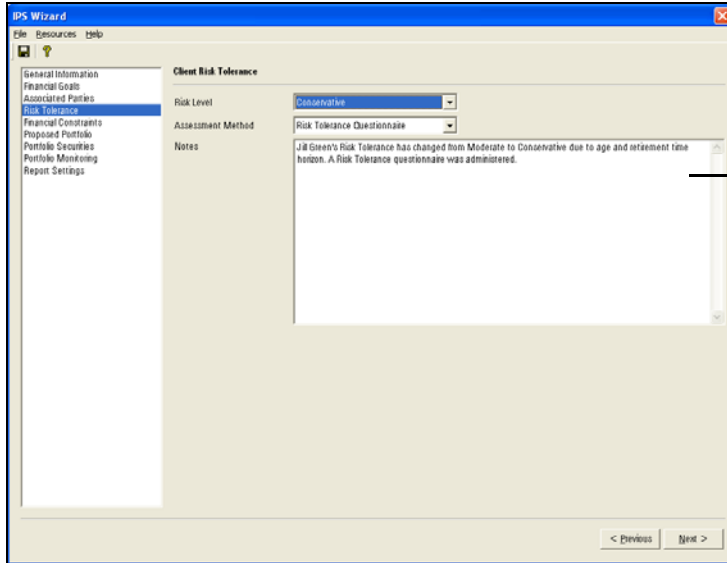 IPS Wizard
File Resources Help
General Information
Financial Goals
Associated Parties
Risk Tolerance
Financial Constraints
Proposed Portfolio
Portfolio Securities
Portfolio Monitoring
Report Settings
Client Risk Tolerance
Risk Level Conservative
Assessment Method Risk Tolerance Questionnaire
Notes Jill Green's Risk Tolerance has changed from Moderate to Conservative due to age and retirement time
horizon. A Risk Tolerance questionnaire was administered.
< Previous Next >